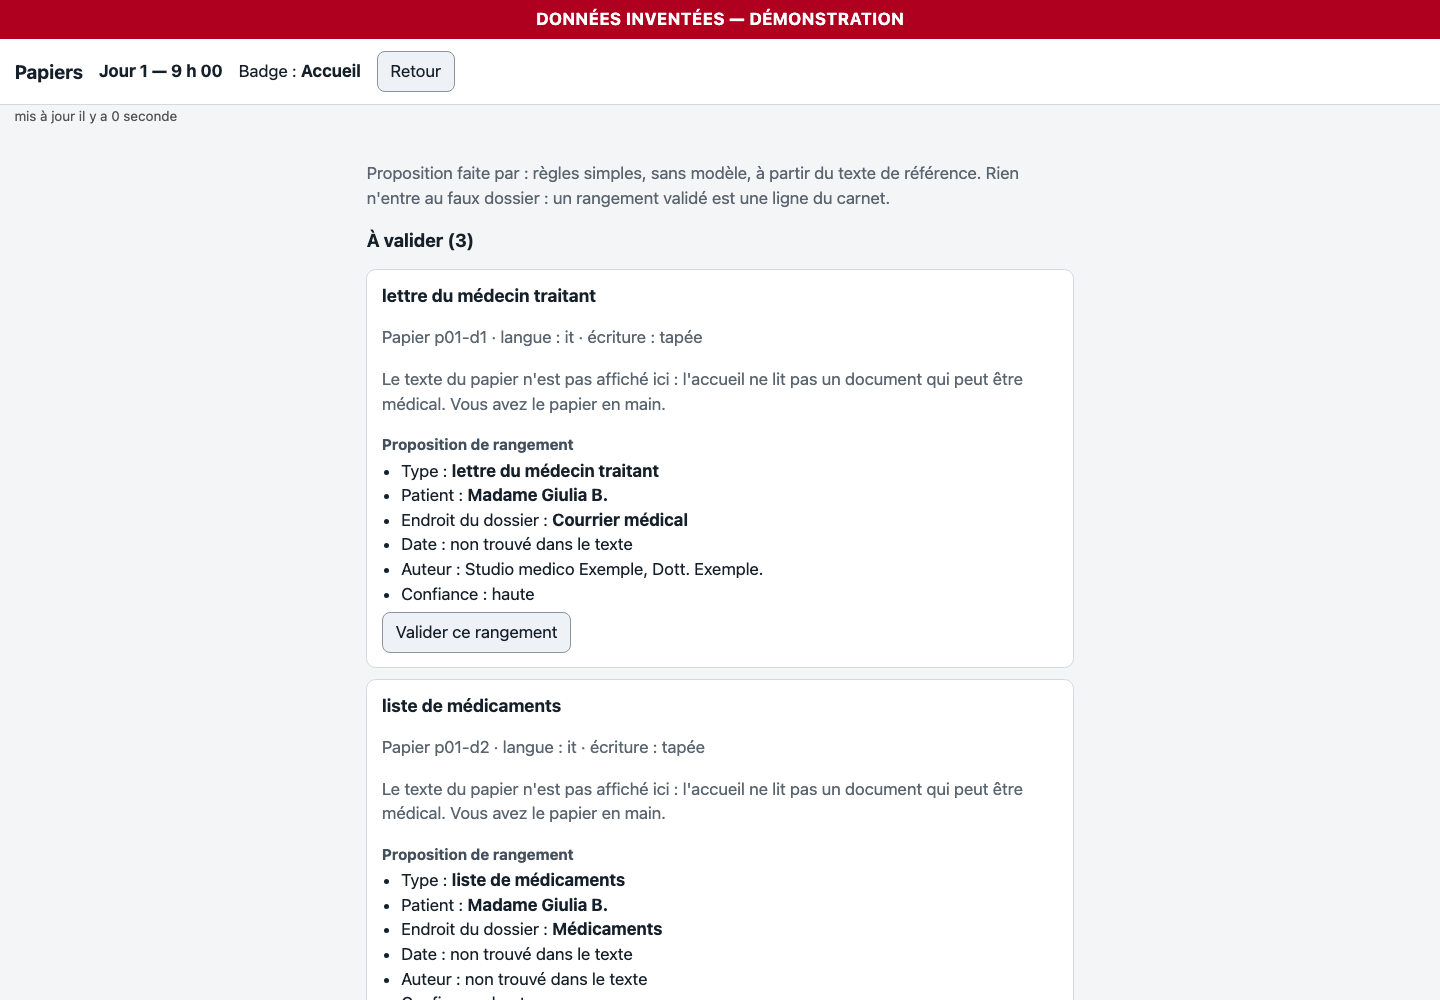 DONNÉES INVENTÉES — DÉMONSTRATION
Papiers Jour 1 — 9 h 00 Badge : Accueil Retour
mis à jour il y a 0 seconde
Proposition faite par : règles simples, sans modèle, à partir du texte de référence. Rien
n'entre au faux dossier : un rangement validé est une ligne du carnet.
À valider (3)
lettre du médecin traitant
Papier p01-d1 · langue : it · écriture : tapée
Le texte du papier n'est pas affiché ici : l'accueil ne lit pas un document qui peut être
médical. Vous avez le papier en main.
Proposition de rangement
• Type : lettre du médecin traitant
• Patient : Madame Giulia B.
• Endroit du dossier : Courrier médical
• Date : non trouvé dans le texte
• Auteur : Studio medico Exemple, Dott. Exemple.
• Confiance : haute
Valider ce rangement
liste de médicaments
Papier p01-d2 · langue : it · écriture : tapée
Le texte du papier n'est pas affiché ici : l'accueil ne lit pas un document qui peut être
médical. Vous avez le papier en main.
Proposition de rangement
• Type : liste de médicaments
• Patient : Madame Giulia B.
• Endroit du dossier : Médicaments
• Date : non trouvé dans le texte
• Auteur : non trouvé dans le texte